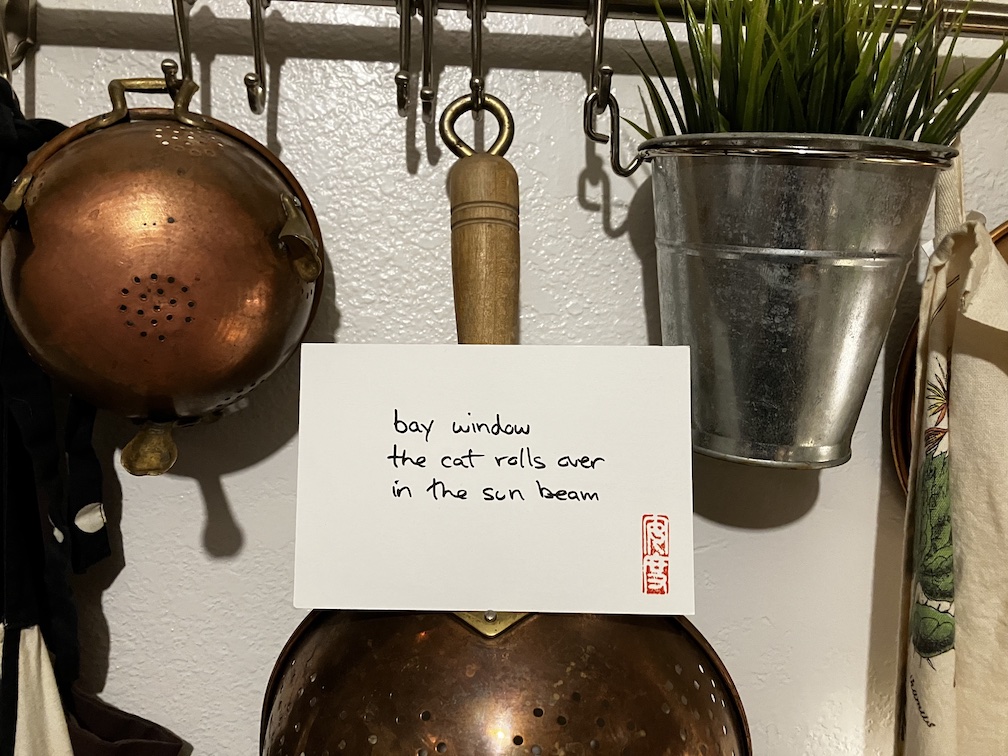 bay window
the cat rolls over
in the sun beam